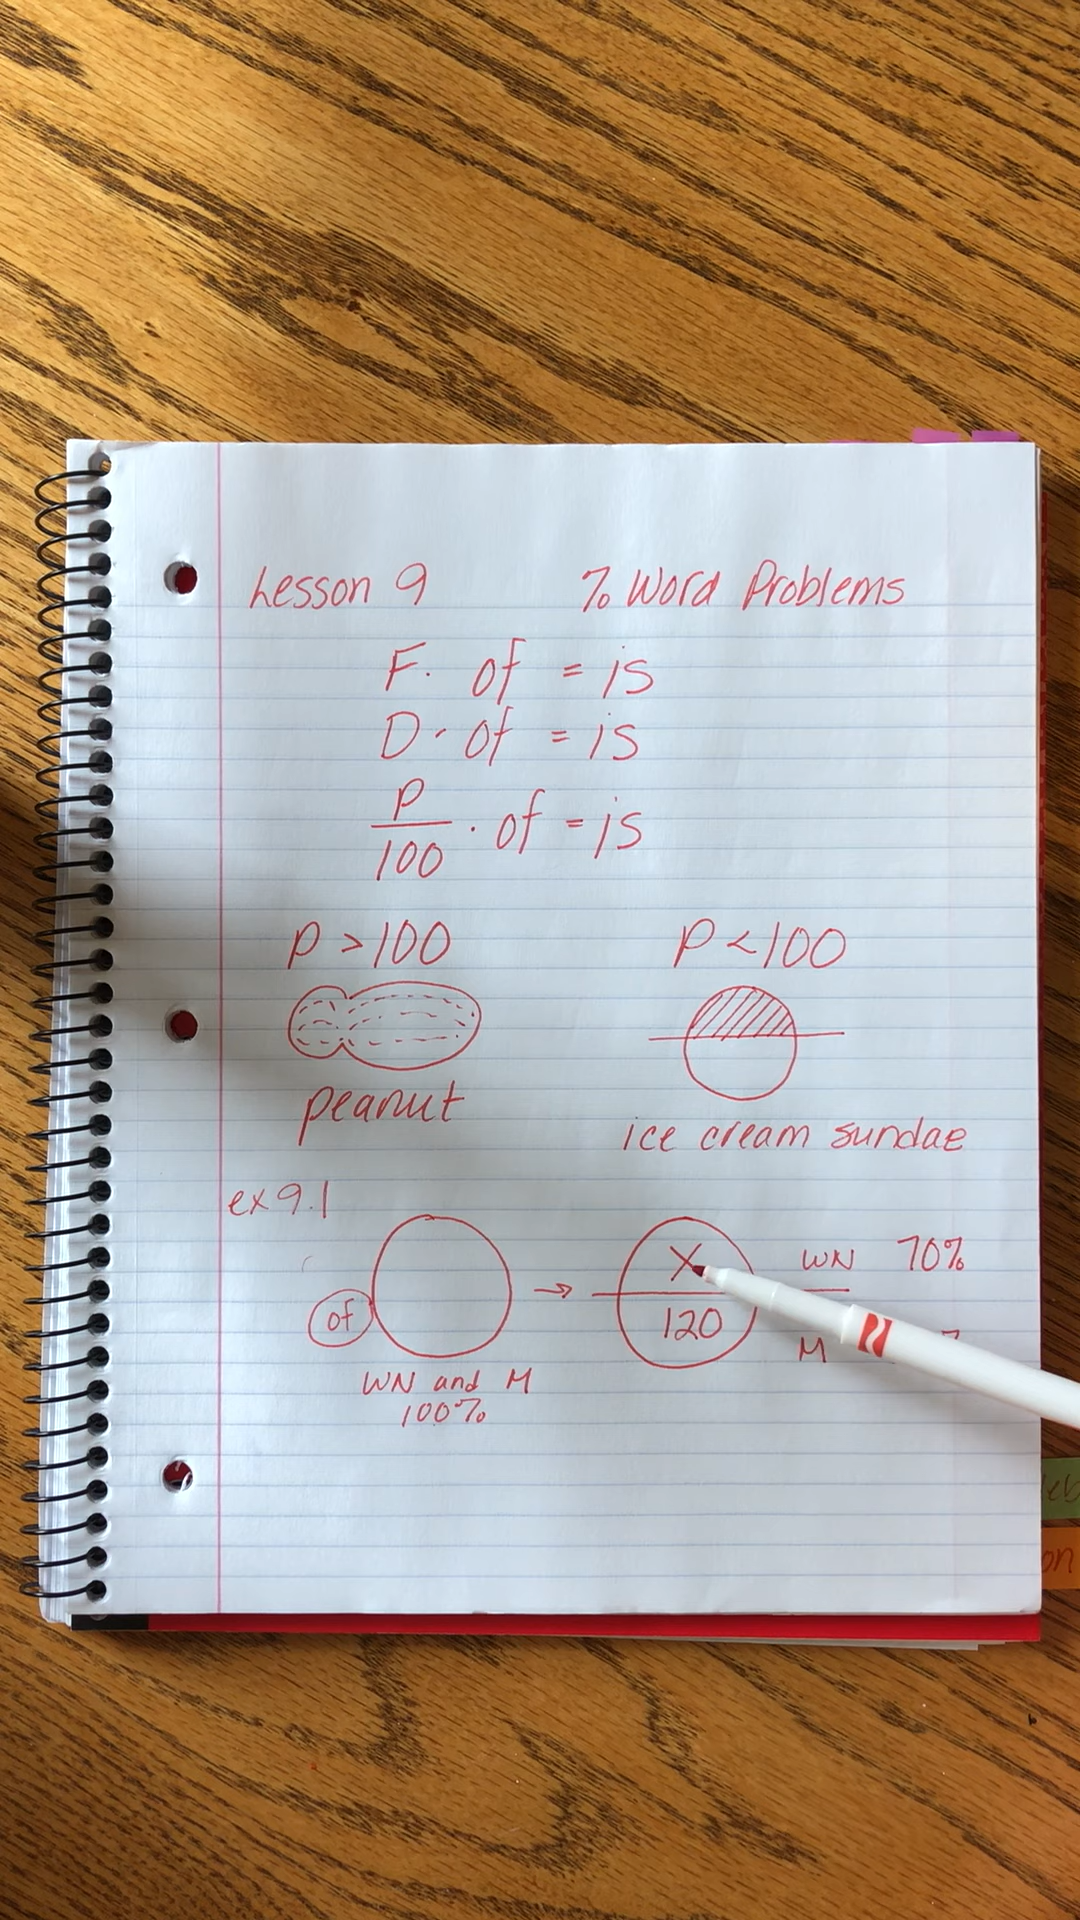 Lesson 9 % Word Problems
F. of = is
D. of = is
P
100 . of = is
P > 100 P < 100
peanut
ice cream sundae
ex 9.1
X WN 70%
of → 120 M
WN and M
100%
on